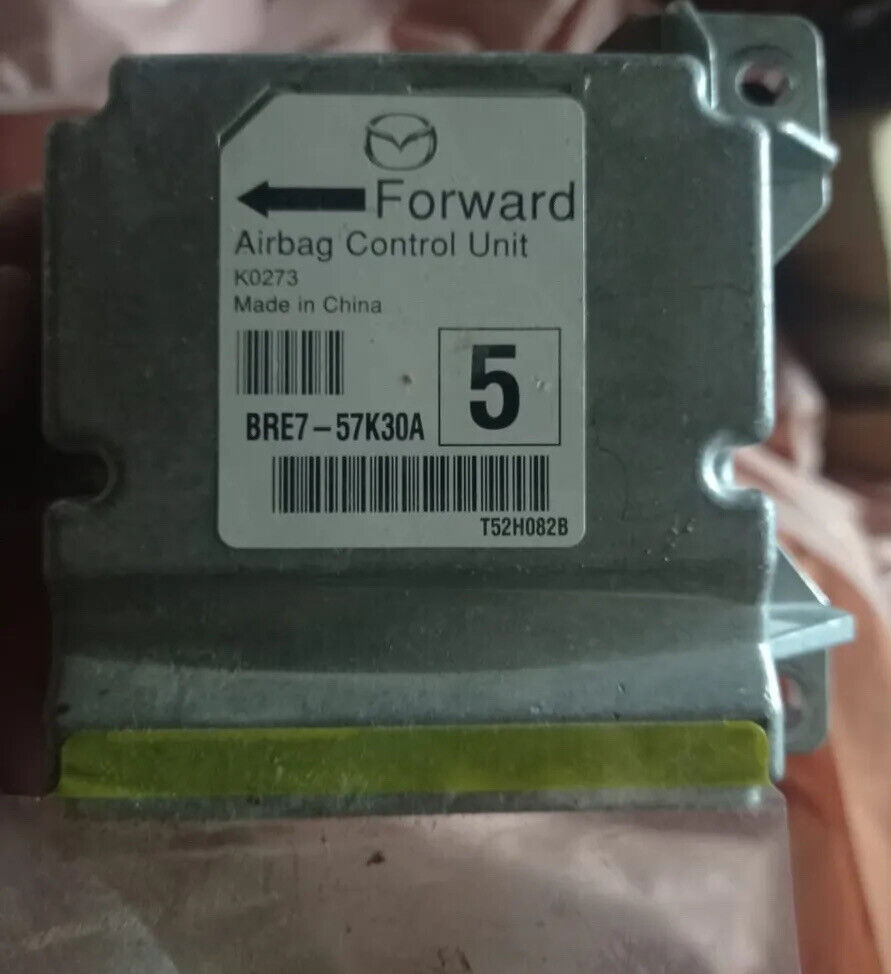 Forward
Airbag Control Unit
K0273
Made in China
5
BRE7-57K30A
T52H082B